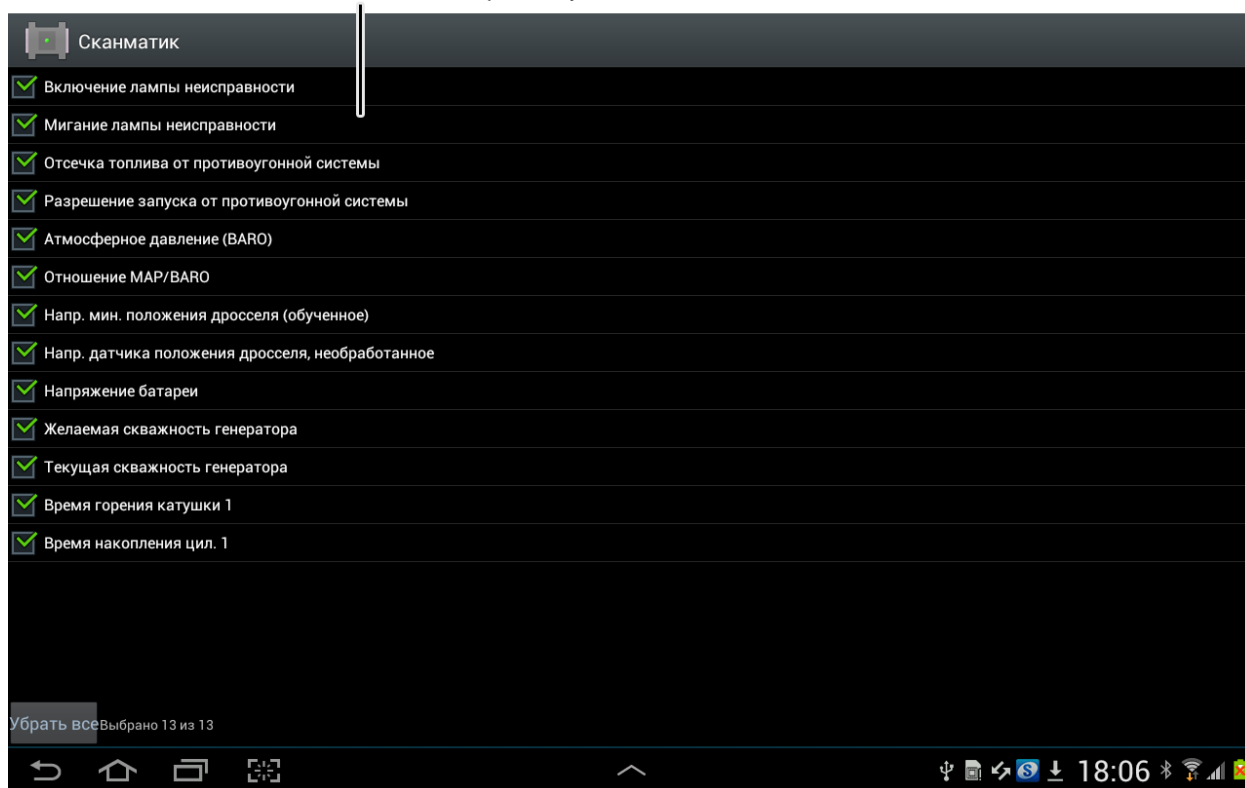 Сканматик
Включение лампы неисправности
Мигание лампы неисправности
Отсечка топлива от противоугонной системы
Разрешение запуска от противоугонной системы
Атмосферное давление (BARO)
Отношение MAP/BARO
Напр. мин. положения дросселя (обученное)
Напр. датчика положения дросселя, необработанное
Напряжение батареи
Желаемая скважность генератора
Текущая скважность генератора
Время горения катушки 1
Время накопления цил. 1
Убрать все Выбрано 13 из 13
18:06